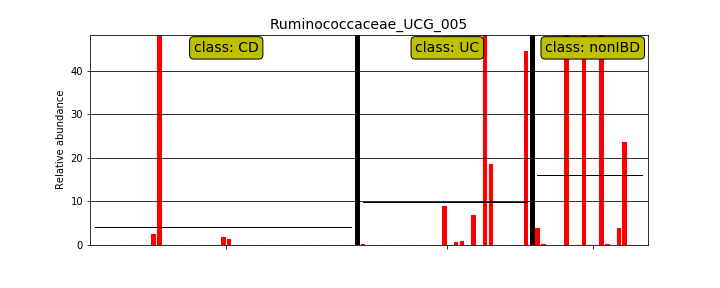 Ruminococcaceae_UCG_005
class: CD
class: UC
class: nonIBD
Relative abundance
40
30
20
10
0